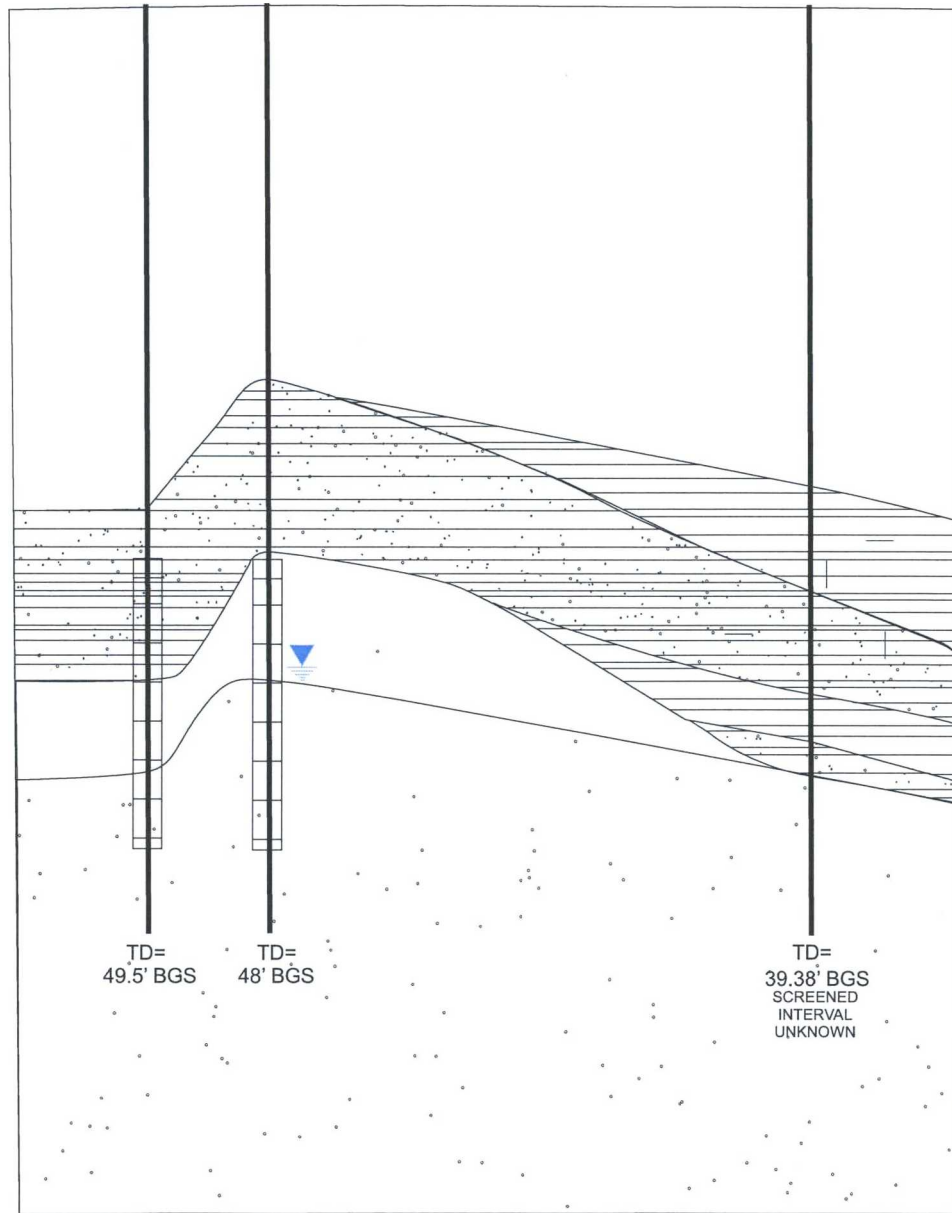 TD=
49.5' BGS
TD=
48' BGS
TD=
39.38' BGS
SCREENED
INTERVAL
UNKNOWN